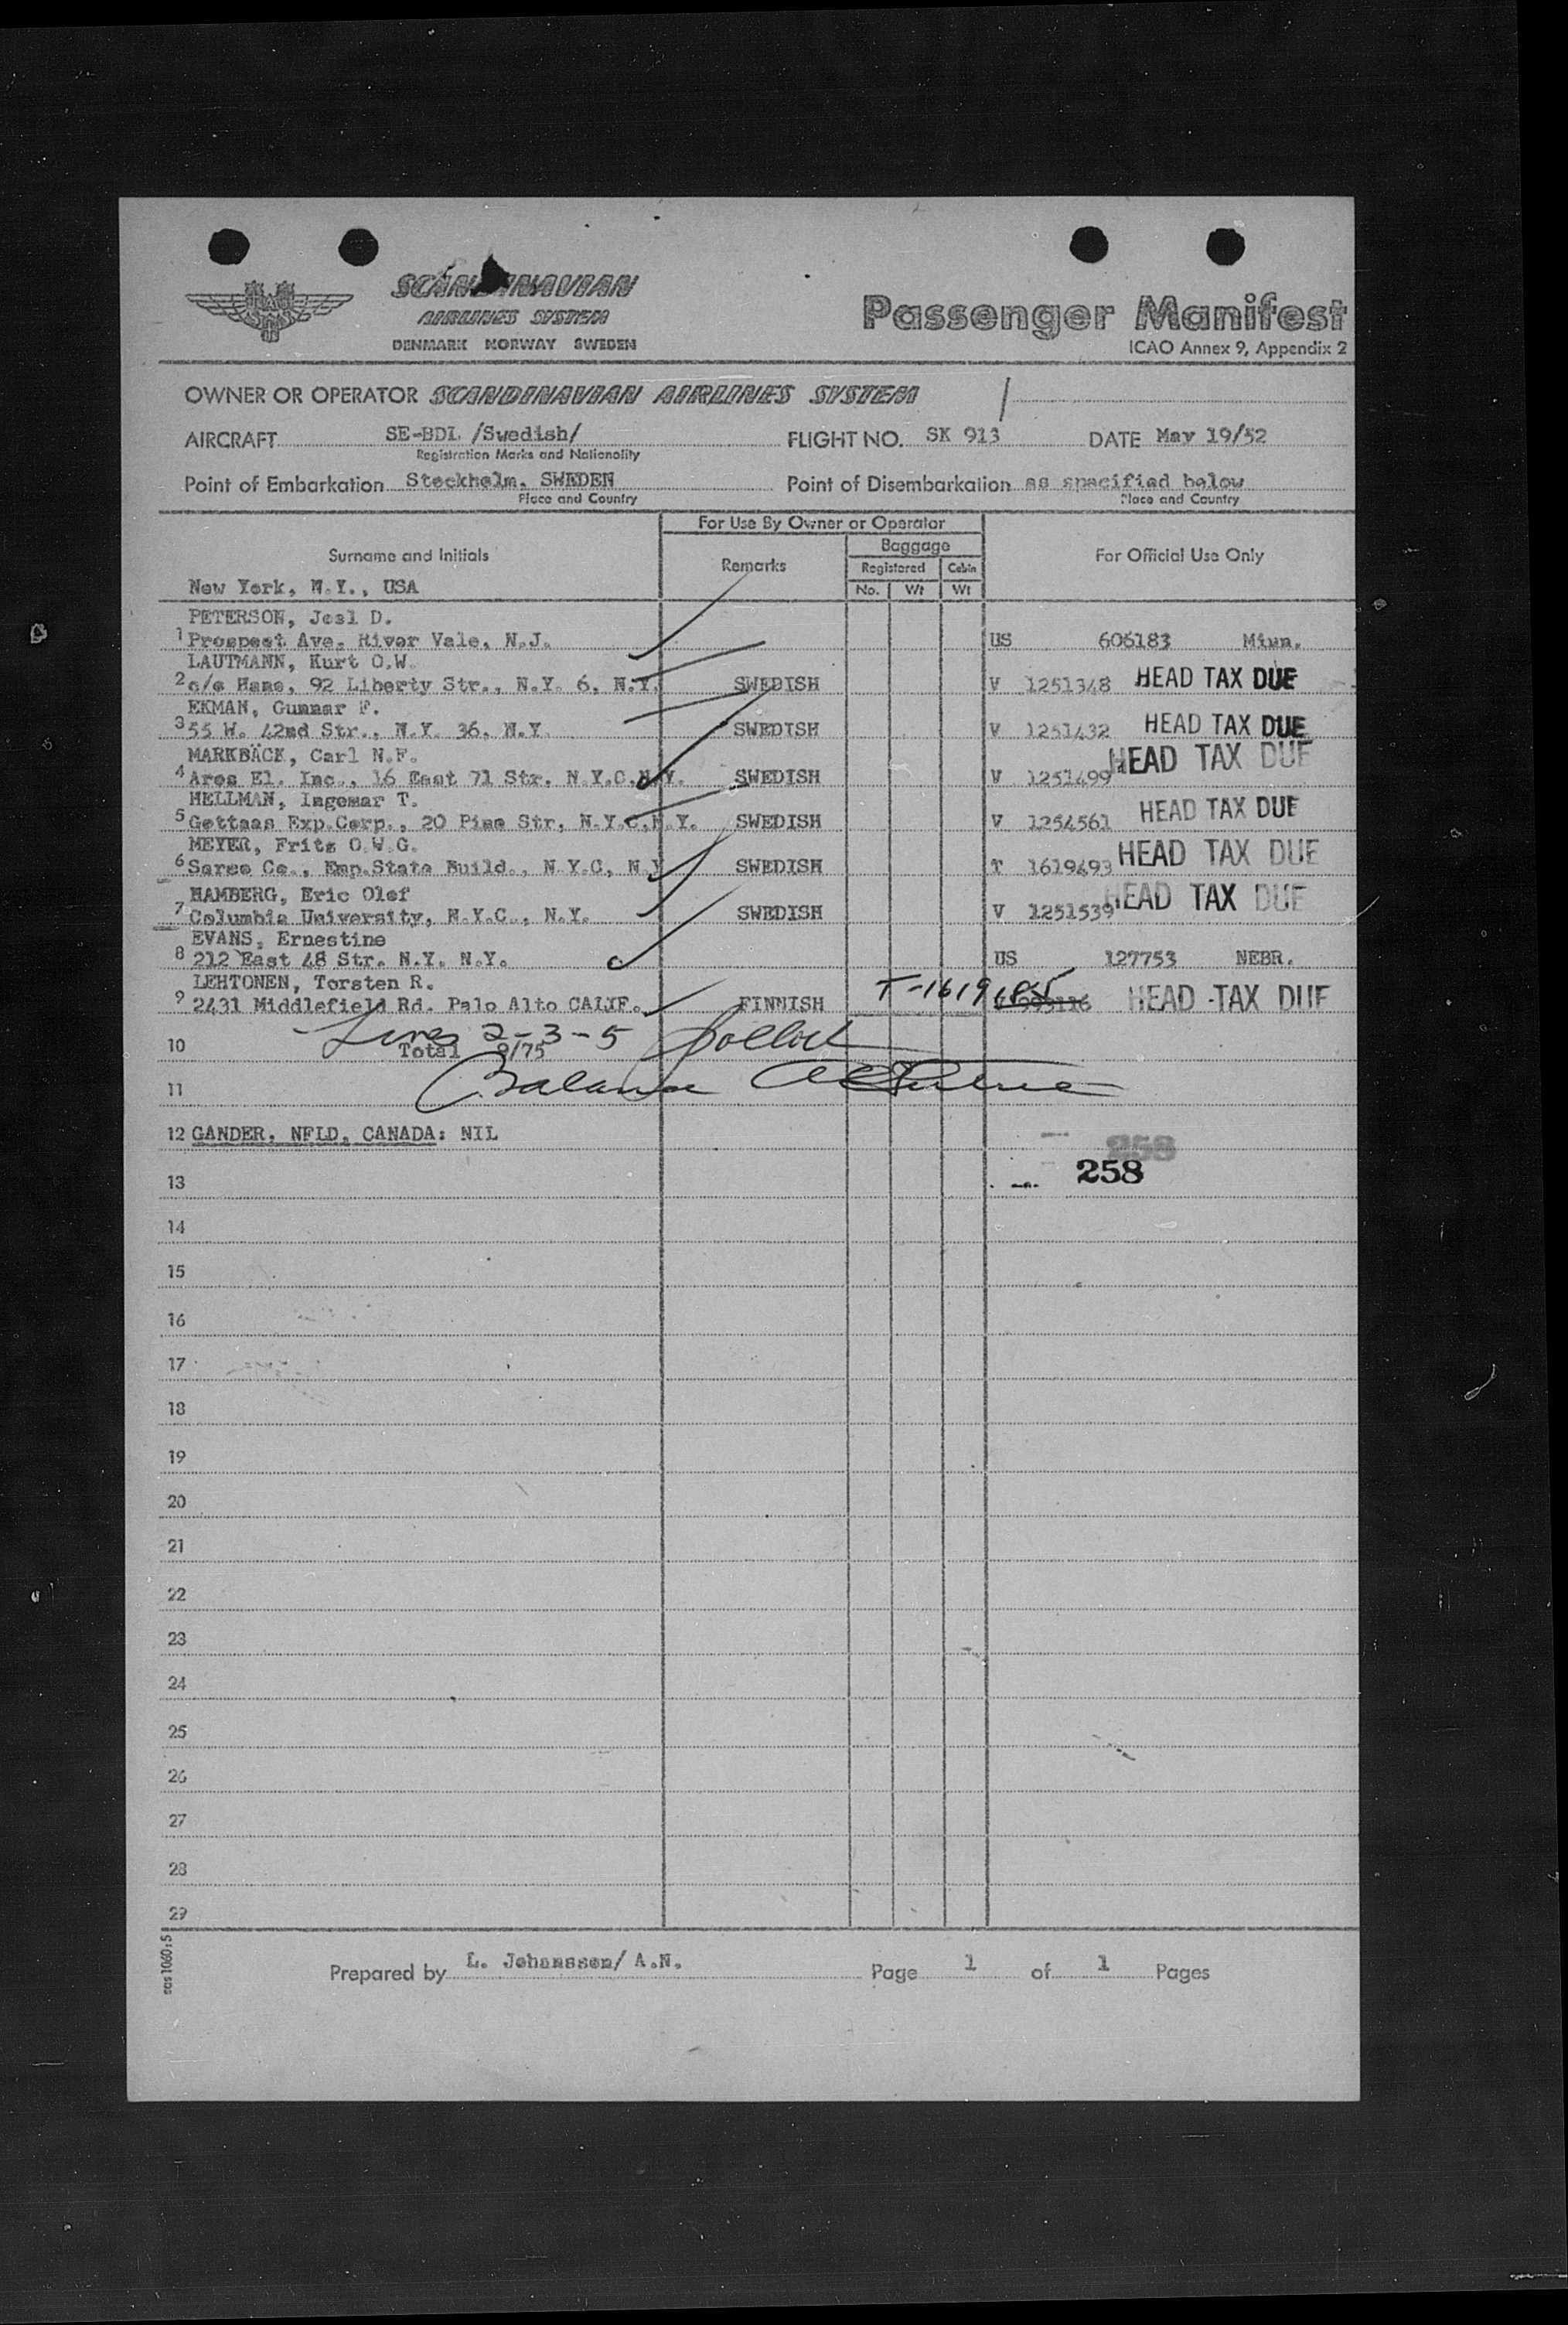 SCANDINAVIAN
AIRLINES SYSTEM
DENMARK NORWAY SWEDEN
Passenger Manifest
ICAO Annex 9, Appendix 2
OWNER OR OPERATOR SCANDINAVIAN AIRLINES SYSTEM
AIRCRAFT SE-BDL /Swedish/ FLIGHT NO. SK 913 DATE May 19/52
Registration Marks and Nationality
Point of Embarkation Stockholm, SWEDEN Point of Disembarkation as specified below
Place and Country Place and Country
For Use By Owner or Operator
Surname and Initials Remarks Baggage For Official Use Only
Registered Cabin
New York, N.Y., USA No. Wt Wt
PETERSON, Joel D.
1 Prospect Ave. River Vale, N.J. US 606183 Minn.
LAUTMANN, Kurt O.W.
2 c/o Hans, 92 Liberty Str., N.Y. 6, N.Y. SWEDISH V 1251348 HEAD TAX DUE
EKMAN, Gunnar F.
3 55 W. 42nd Str., N.Y. 36, N.Y. SWEDISH V 1251432 HEAD TAX DUE
MARKBÄCK, Carl N.F.
4 Aros El. Inc., 16 East 71 Str. N.Y.C.N.Y. SWEDISH V 1251499 HEAD TAX DUE
HELLMAN, Ingemar T.
5 Gottaas Exp.Corp., 20 Pine Str, N.Y.C,N.Y. SWEDISH V 1254561 HEAD TAX DUE
MEYER, Fritz O.W.G.
6 Sarco Co., Emp.State Build., N.Y.C, N.Y SWEDISH T 1619493 HEAD TAX DUE
HAMBERG, Eric Olof
7 Columbia University, N.Y.C., N.Y. SWEDISH V 1251539 HEAD TAX DUE
EVANS, Ernestine
8 212 East 48 Str. N.Y. N.Y. US 127753 NEBR.
LEHTONEN, Torsten R.
9 2431 Middlefield Rd. Palo Alto CALIF. FINNISH T-1619485 HEAD TAX DUE
Lines 2-3-5
10 Total 9/75
Balance
11
12 GANDER, NFLD, CANADA: NIL
258
258
13
14
15
16
17
18
19
20
21
22
23
24
25
26
27
28
29
sas 1060:5
Prepared by L. Johansson/ A.N. Page 1 of 1 Pages